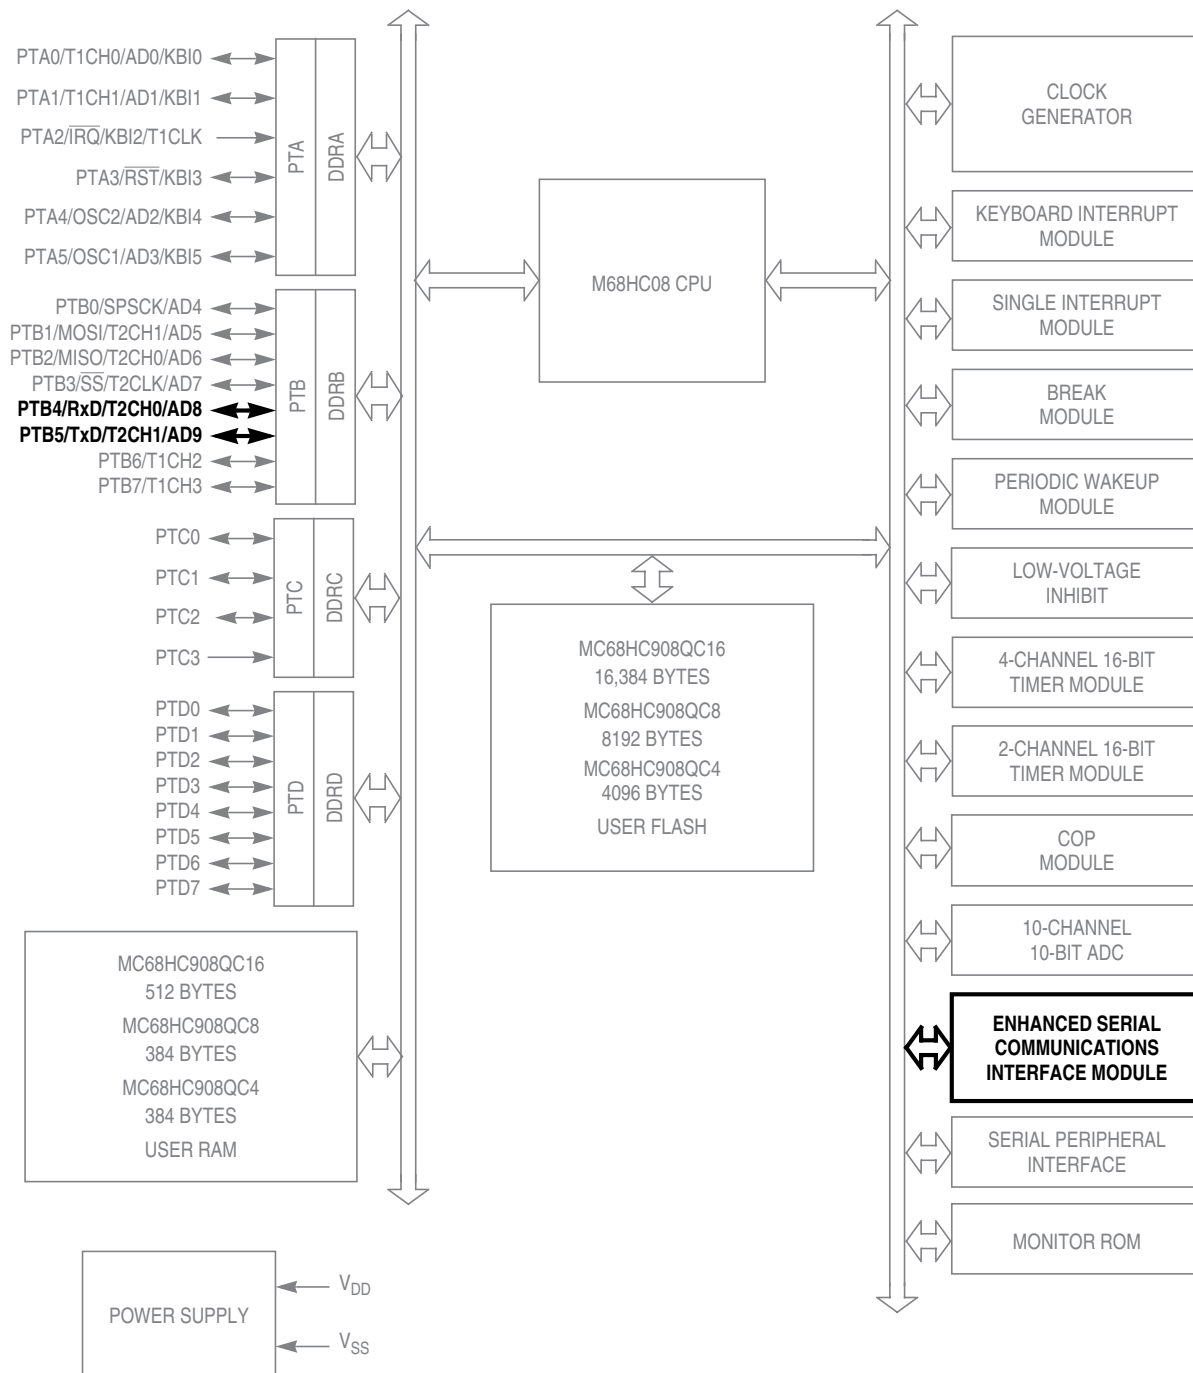 PTA0/T1CH0/AD0/KBI0
PTA1/T1CH1/AD1/KBI1
PTA2/IRQ/KBI2/T1CLK
PTA3/RST/KBI3
PTA4/OSC2/AD2/KBI4
PTA5/OSC1/AD3/KBI5
PTA
DDRA
PTB0/SPSCK/AD4
PTB1/MOSI/T2CH1/AD5
PTB2/MISO/T2CH0/AD6
PTB3/SS/T2CLK/AD7
PTB4/RxD/T2CH0/AD8
PTB5/TxD/T2CH1/AD9
PTB6/T1CH2
PTB7/T1CH3
PTB
DDRB
PTC0
PTC1
PTC2
PTC3
PTC
DDRC
PTD0
PTD1
PTD2
PTD3
PTD4
PTD5
PTD6
PTD7
PTD
DDRD
MC68HC908QC16
512 BYTES
MC68HC908QC8
384 BYTES
MC68HC908QC4
384 BYTES
USER RAM
POWER SUPPLY
VDD
VSS
M68HC08 CPU
MC68HC908QC16
16,384 BYTES
MC68HC908QC8
8192 BYTES
MC68HC908QC4
4096 BYTES
USER FLASH
CLOCK
GENERATOR
KEYBOARD INTERRUPT
MODULE
SINGLE INTERRUPT
MODULE
BREAK
MODULE
PERIODIC WAKEUP
MODULE
LOW-VOLTAGE
INHIBIT
4-CHANNEL 16-BIT
TIMER MODULE
2-CHANNEL 16-BIT
TIMER MODULE
COP
MODULE
10-CHANNEL
10-BIT ADC
ENHANCED SERIAL
COMMUNICATIONS
INTERFACE MODULE
SERIAL PERIPHERAL
INTERFACE
MONITOR ROM